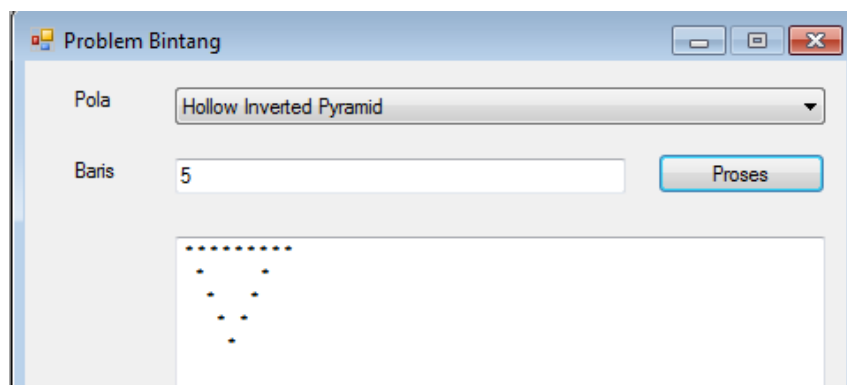 Problem Bintang
Pola
Hollow Inverted Pyramid
Baris
5
Proses
*********
 *     *
  *   *
   * *
    *